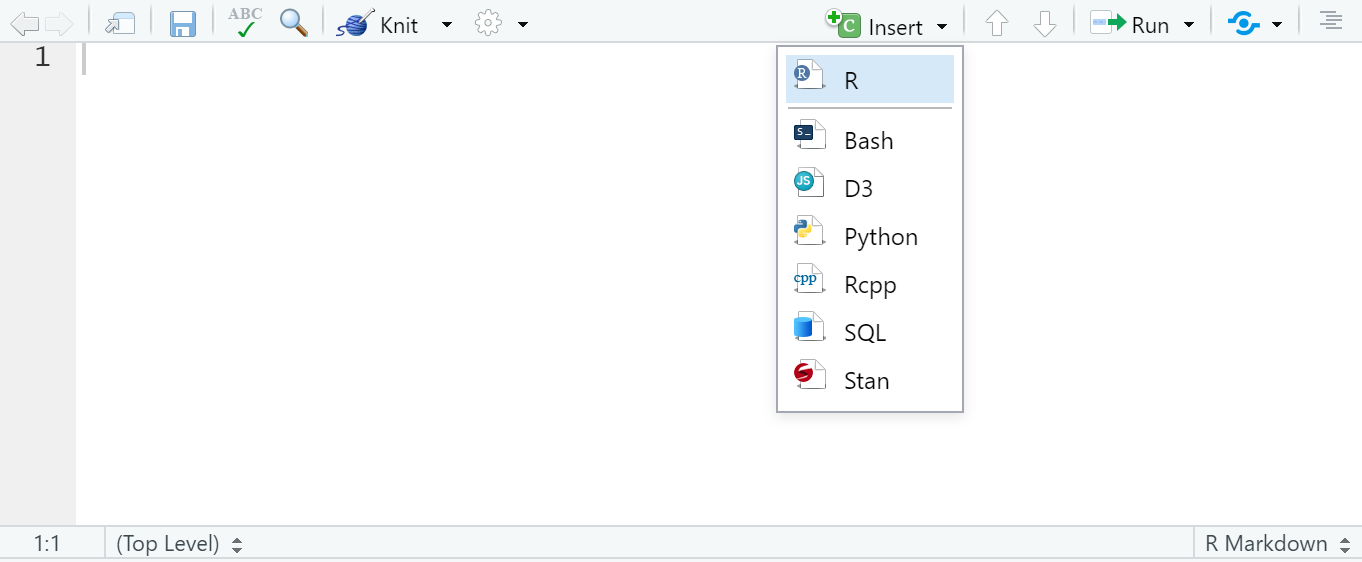 ABC Knit Insert Run
1
R
Bash
D3
Python
Rcpp
SQL
Stan
1:1 (Top Level) R Markdown